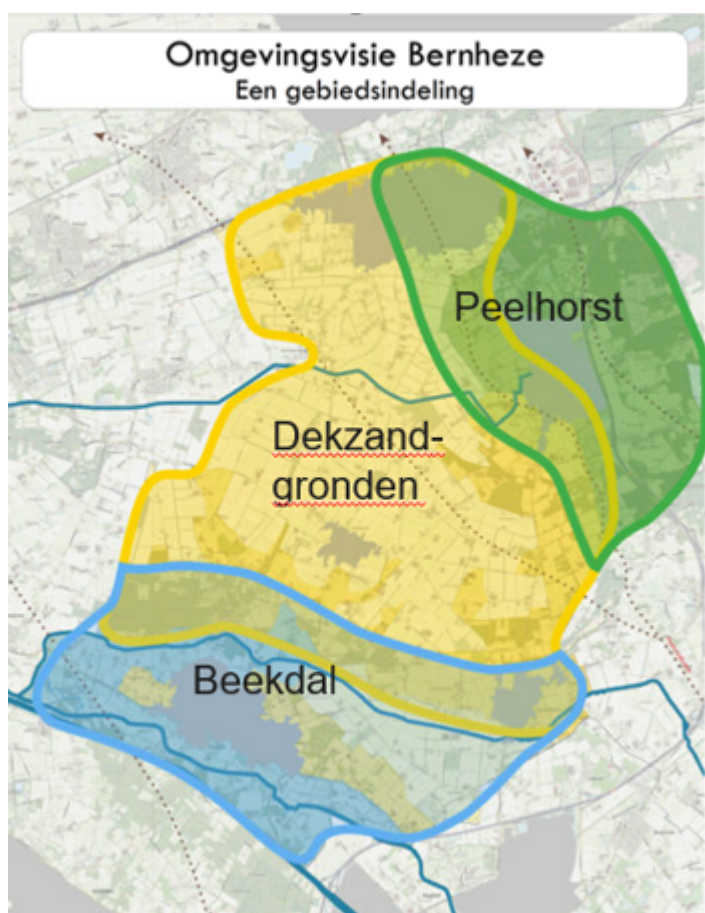 Omgevingsvisie Bernheze
Een gebiedsindeling
Peelhorst
Dekzand-
gronden
Beekdal